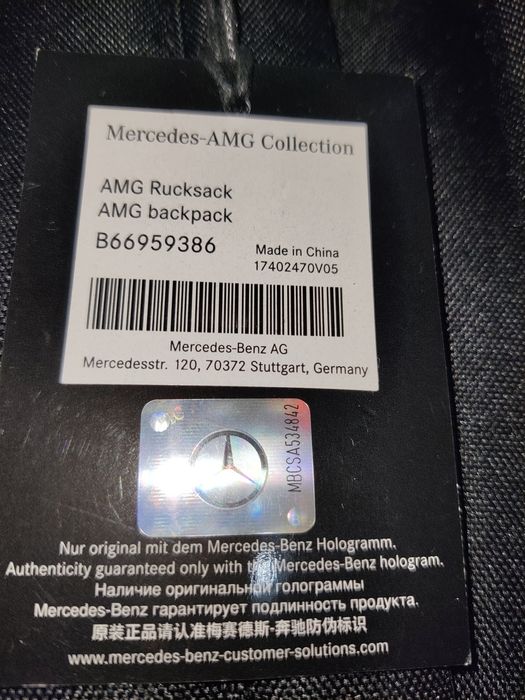 Mercedes-AMG Collection
AMG Rucksack
AMG backpack
B66959386
Made in China
17402470V05
Mercedes-Benz AG
Mercedesstr. 120, 70372 Stuttgart, Germany
MBCSA534842
Nur original mit dem Mercedes-Benz Hologramm.
Authenticity guaranteed only with the Mercedes-Benz hologram.
Наличие оригинальной голограммы
Mercedes-Benz гарантирует подлинность продукта.
原装正品请认准梅赛德斯-奔驰防伪标识
www.mercedes-benz-customer-solutions.com